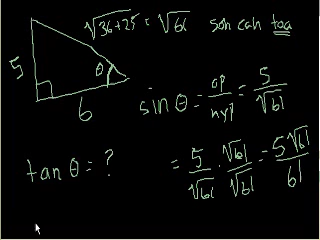 √36+25 = √61 soh cah toa
5
θ
6
sin θ = op/hyp = 5/√61
tan θ = ?
= 5/√61 · √61/√61 = 5√61/61